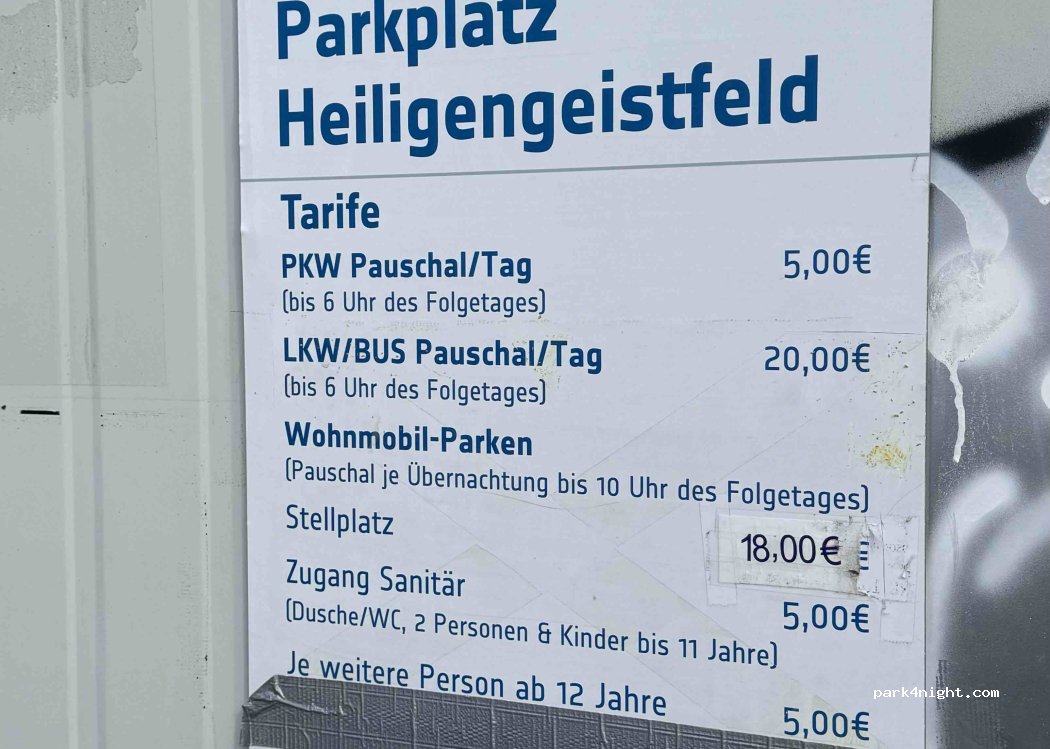 Parkplatz
Heiligengeistfeld
Tarife
PKW Pauschal/Tag 5,00€
(bis 6 Uhr des Folgetages)
LKW/BUS Pauschal/Tag 20,00€
(bis 6 Uhr des Folgetages)
Wohnmobil-Parken
(Pauschal je Übernachtung bis 10 Uhr des Folgetages)
Stellplatz 18,00€
Zugang Sanitär 5,00€
(Dusche/WC, 2 Personen & Kinder bis 11 Jahre)
Je weitere Person ab 12 Jahre 5,00€
park4night.com